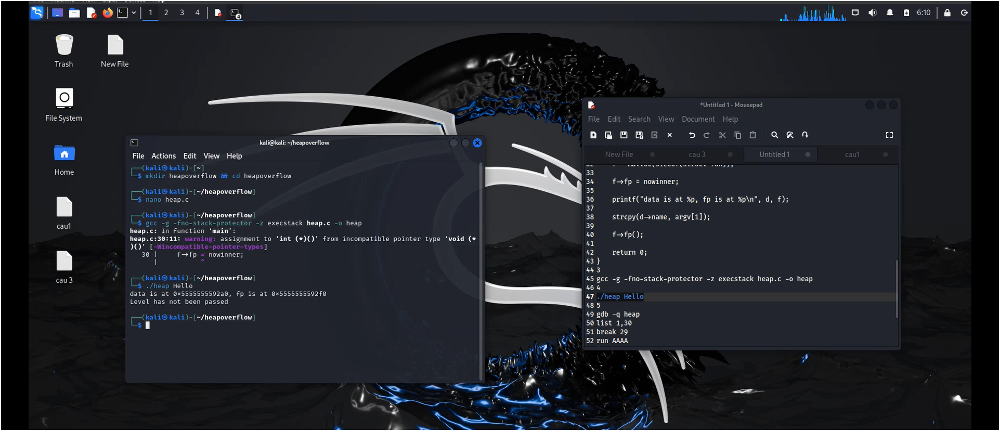 1 2 3 4
4
6:10
Trash
New File
File System
Home
cau1
cau 3
kali@kali: ~/heapoverflow
File Actions Edit View Help
(kali㉿kali)-[~]
$ mkdir heapoverflow && cd heapoverflow
(kali㉿kali)-[~/heapoverflow]
$ nano heap.c
(kali㉿kali)-[~/heapoverflow]
$ gcc -g -fno-stack-protector -z execstack heap.c -o heap
heap.c: In function ‘main’:
heap.c:30:11: warning: assignment to ‘int (*)()’ from incompatible pointer type ‘void (*
)()’ [-Wincompatible-pointer-types]
30 | f→fp = nowinner;
| ^
(kali㉿kali)-[~/heapoverflow]
$ ./heap Hello
data is at 0×5555555592a0, fp is at 0×5555555592f0
Level has not been passed
(kali㉿kali)-[~/heapoverflow]
$
*Untitled 1 - Mousepad
File Edit Search View Document Help
New File cau 3 Untitled 1 cau1
32 f = malloc(sizeof(struct fun));
33
34 f→fp = nowinner;
35
36 printf("data is at %p, fp is at %p\n", d, f);
37
38 strcpy(d→name, argv[1]);
39
40 f→fp();
41
42 return 0;
43 }
44 3
45 gcc -g -fno-stack-protector -z execstack heap.c -o heap
46 4
47 ./heap Hello
48 5
49 gdb -q heap
50 list 1,30
51 break 29
52 run AAAA